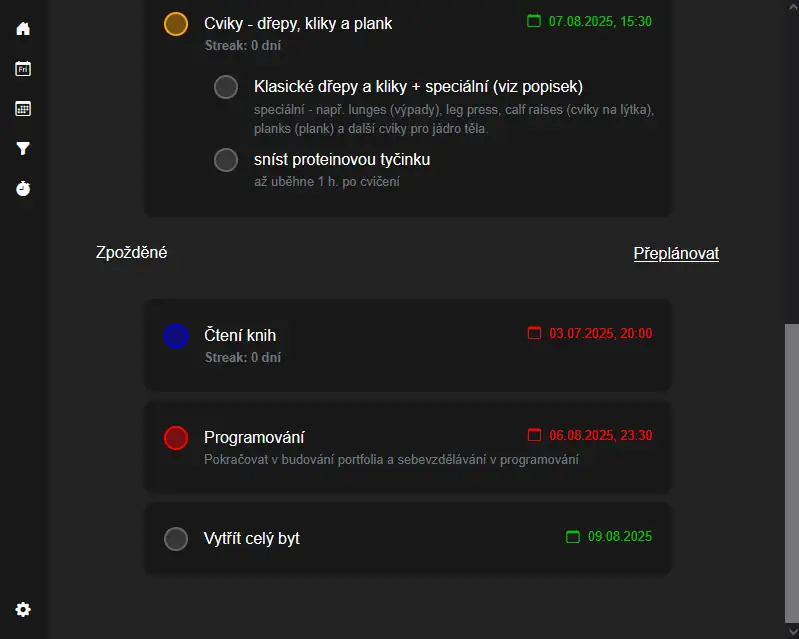 Cviky - dřepy, kliky a plank
07.08.2025, 15:30
Streak: 0 dní
Fri
Klasické dřepy a kliky + speciální (viz popisek)
speciální - např. lunges (výpady), leg press, calf raises (cviky na lýtka),
planks (plank) a další cviky pro jádro těla.
sníst proteinovou tyčinku
až uběhne 1 h. po cvičení
Zpožděné
Přeplánovat
Čtení knih
03.07.2025, 20:00
Streak: 0 dní
Programování
06.08.2025, 23:30
Pokračovat v budování portfolia a sebevzdělávání v programování
Vytřít celý byt
09.08.2025